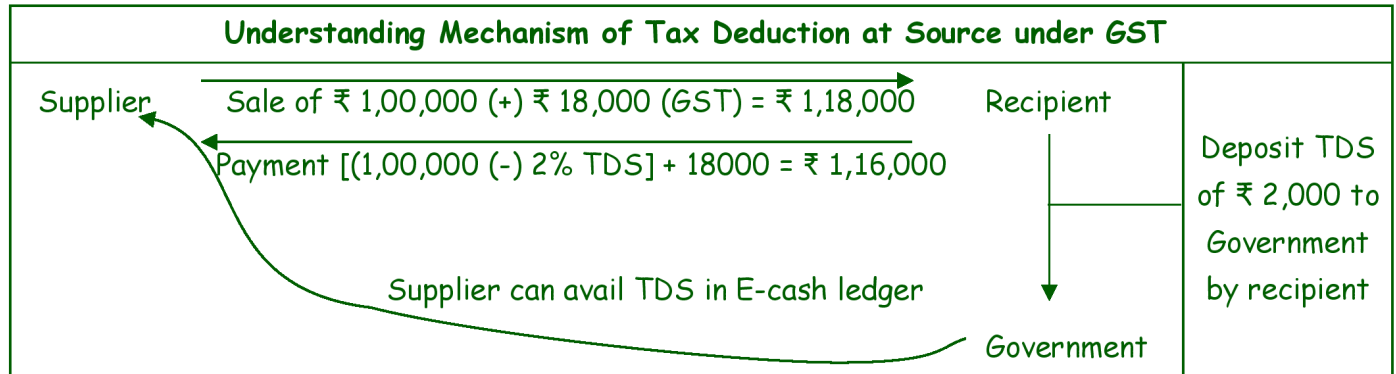 Understanding Mechanism of Tax Deduction at Source under GST
Supplier
Sale of ₹ 1,00,000 (+) ₹ 18,000 (GST) = ₹ 1,18,000
Recipient
Payment [(1,00,000 (-) 2% TDS] + 18000 = ₹ 1,16,000
Deposit TDS
of ₹ 2,000 to
Government
by recipient
Supplier can avail TDS in E-cash ledger
Government